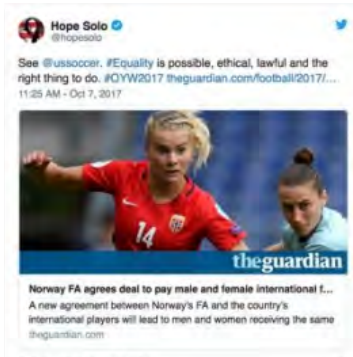 Hope Solo
@hopesolo
See @ussoccer. #Equality is possible, ethical, lawful and the
right thing to do. #OYW2017 theguardian.com/football/2017/...
11:25 AM - Oct 7, 2017
14
theguardian
Norway FA agrees deal to pay male and female international f...
A new agreement between Norway's FA and the country's
international players will lead to men and women receiving the same
theguardian.com